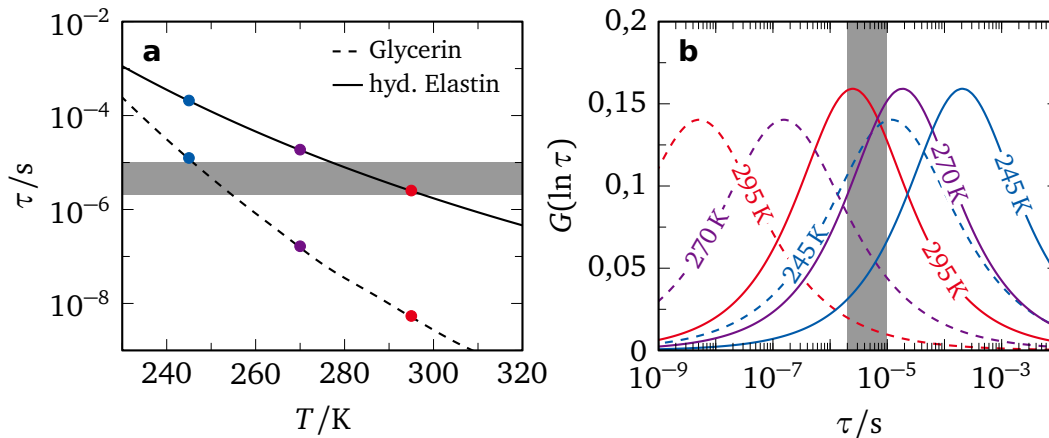 a
Glycerin
hyd. Elastin
10⁻²
10⁻⁴
10⁻⁶
10⁻⁸
τ/s
240 260 280 300 320
T/K
b
0,2
0,15
0,1
0,05
0
G(ln τ)
295 K
270 K
245 K
295 K
270 K
245 K
10⁻⁹ 10⁻⁷ 10⁻⁵ 10⁻³
τ/s